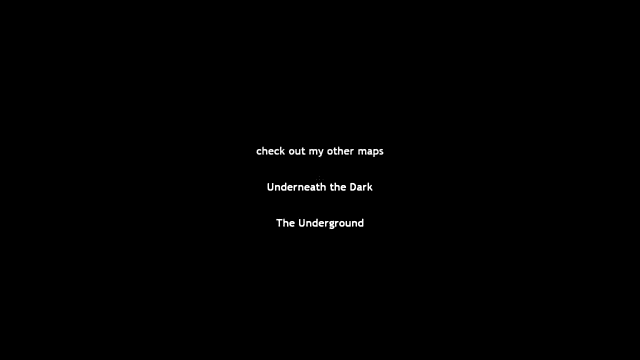 check out my other maps
Underneath the Dark
The Underground